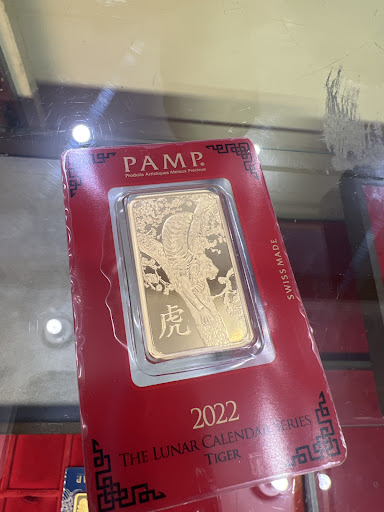 PAMP.
Produits Artistiques Métaux Précieux
SWISS MADE
虎
2022
THE LUNAR CALENDAR SERIES
TIGER